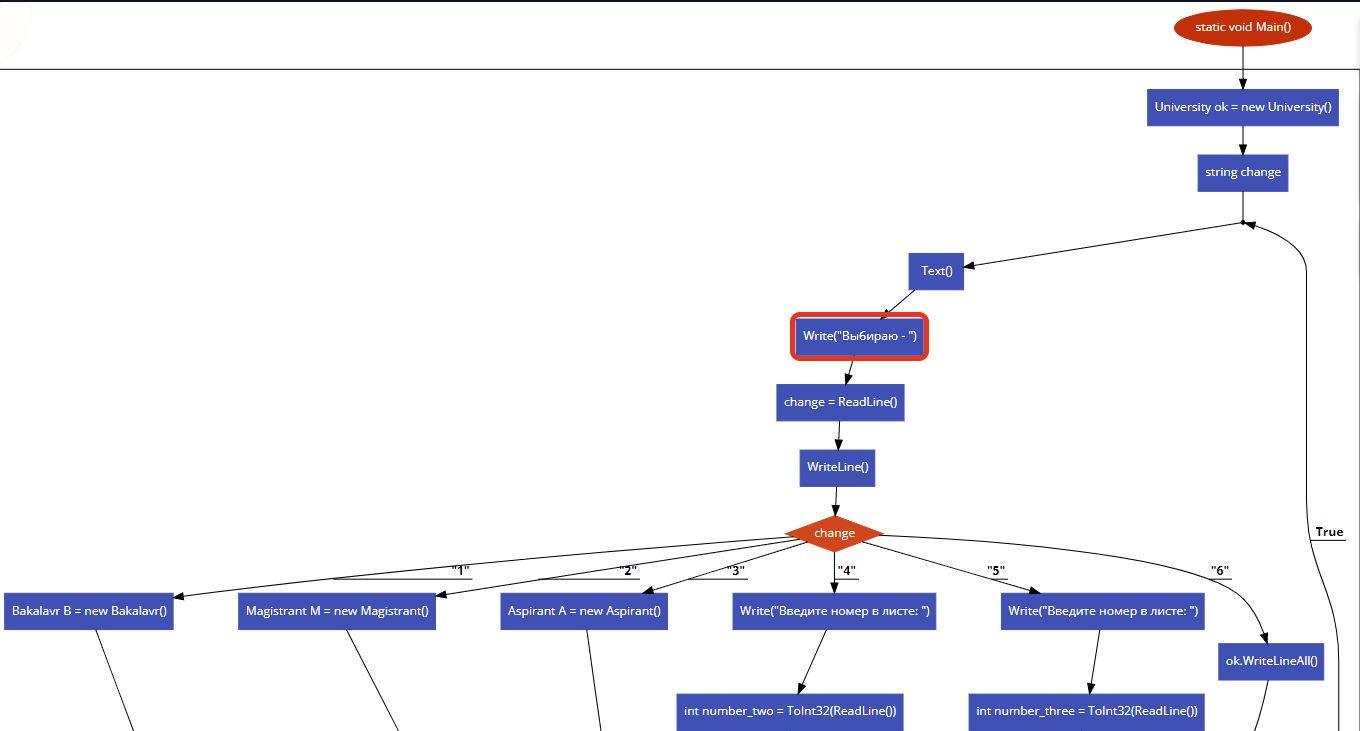 static void Main()
University ok = new University()
string change
Text()
Write("Выбираю - ")
change = ReadLine()
WriteLine()
change
True
"1"
"2"
"3"
"4"
"5"
"6"
Bakalavr B = new Bakalavr()
Magistrant M = new Magistrant()
Aspirant A = new Aspirant()
Write("Введите номер в листе: ")
Write("Введите номер в листе: ")
ok.WriteLineAll()
int number_two = ToInt32(ReadLine())
int number_three = ToInt32(ReadLine())